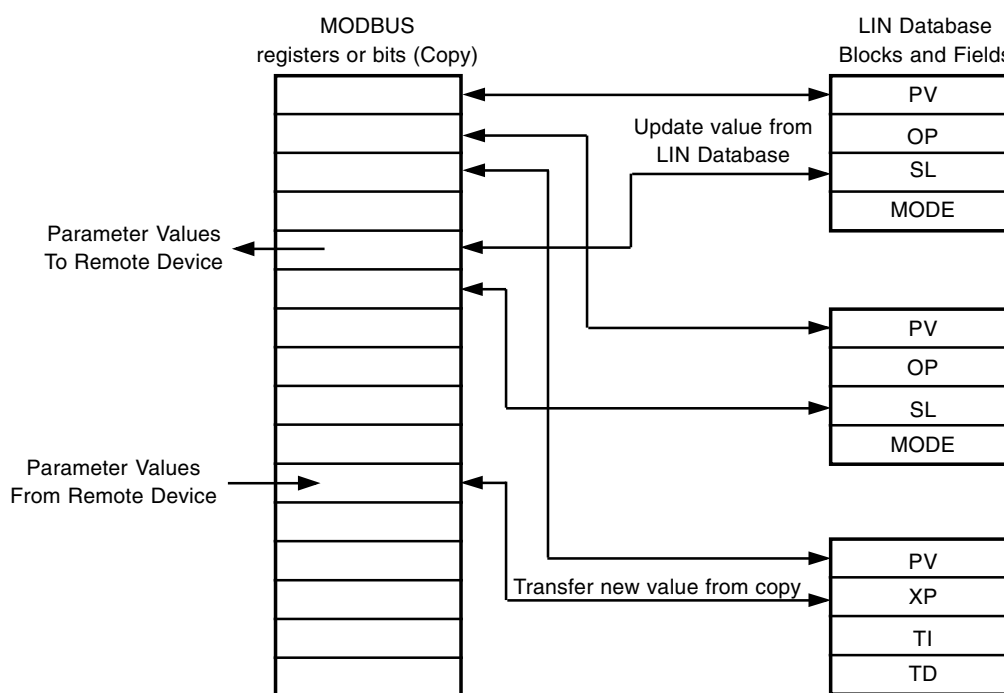 MODBUS
registers or bits (Copy)
LIN Database
Blocks and Fields
PV
OP
SL
MODE
Update value from
LIN Database
Parameter Values
To Remote Device
PV
OP
SL
MODE
Parameter Values
From Remote Device
Transfer new value from copy
PV
XP
TI
TD